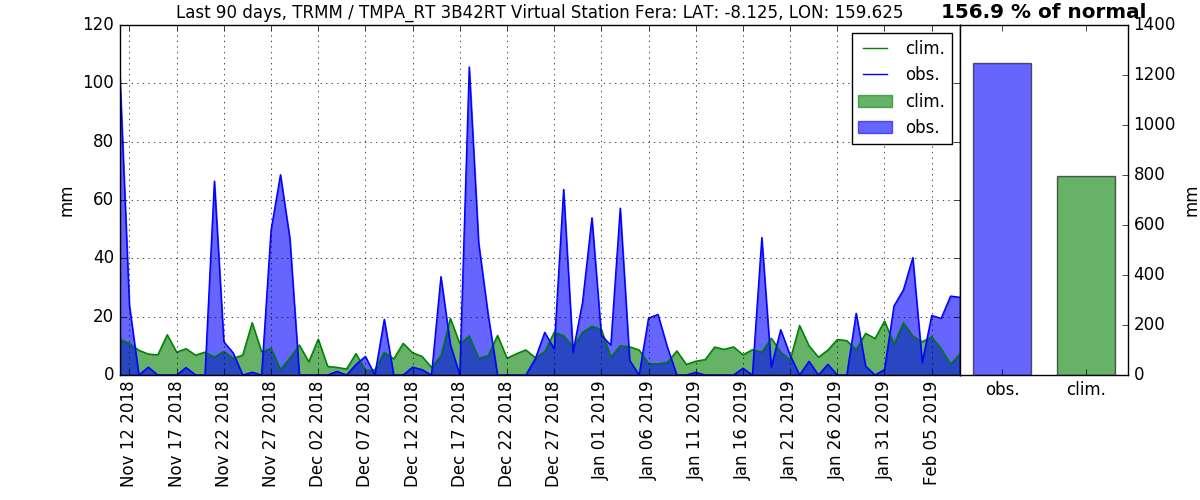 Last 90 days, TRMM / TMPA_RT 3B42RT Virtual Station Fera: LAT: -8.125, LON: 159.625
156.9 % of normal
120
100
80
60
40
20
0
mm
clim.
obs.
clim.
obs.
1400
1200
1000
800
600
400
200
0
mm
Nov 12 2018
Nov 17 2018
Nov 22 2018
Nov 27 2018
Dec 02 2018
Dec 07 2018
Dec 12 2018
Dec 17 2018
Dec 22 2018
Dec 27 2018
Jan 01 2019
Jan 06 2019
Jan 11 2019
Jan 16 2019
Jan 21 2019
Jan 26 2019
Jan 31 2019
Feb 05 2019
obs.
clim.